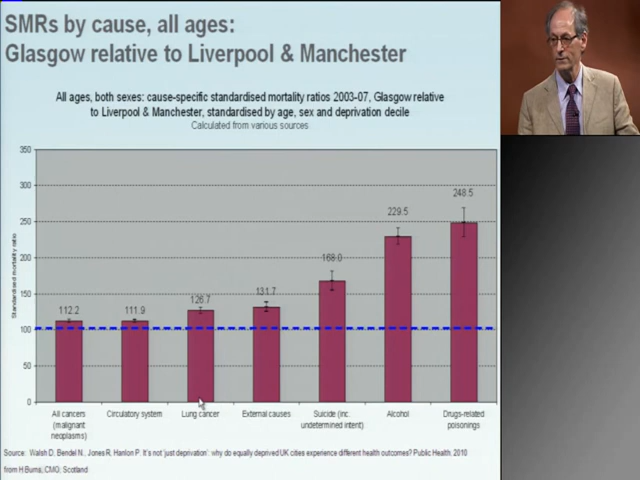 SMRs by cause, all ages:
Glasgow relative to Liverpool & Manchester
All ages, both sexes: cause-specific standardised mortality ratios 2003-07, Glasgow relative
to Liverpool & Manchester, standardised by age, sex and deprivation decile
Calculated from various sources
Standardised mortality ratio
350
300
250
200
150
100
50
0
112.2
111.9
126.7
131.7
168.0
229.5
248.5
All cancers
(malignant
neoplasms)
Circulatory system
Lung cancer
External causes
Suicide (inc.
undetermined intent)
Alcohol
Drugs-related
poisonings
Source: Walsh D, Bendel N., Jones R, Hanlon P. It's not 'just deprivation': why do equally deprived UK cities experience different health outcomes? Public Health, 2010
from H Burns, CMO, Scotland